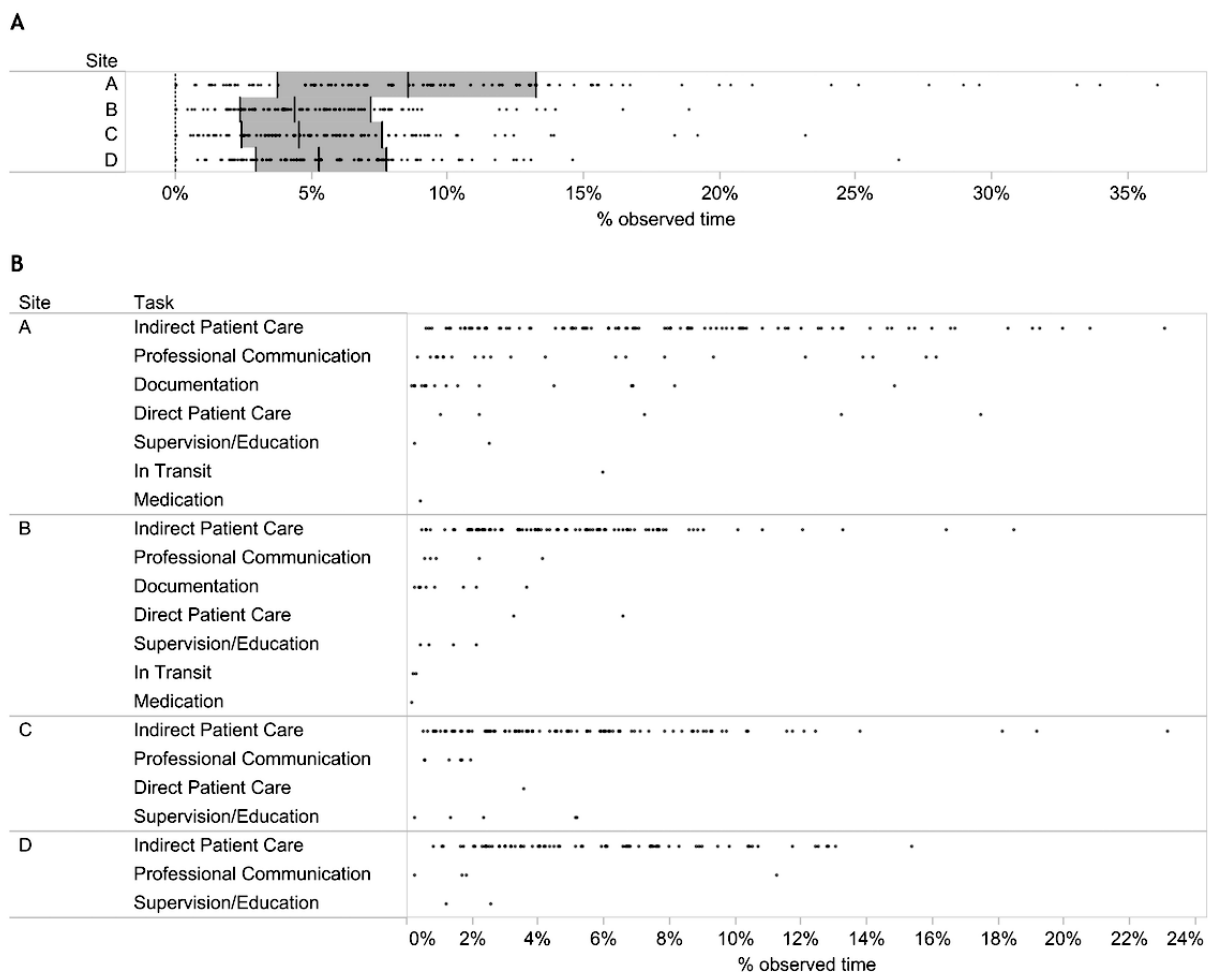 A
Site
A
B
C
D
0% 5% 10% 15% 20% 25% 30% 35%
% observed time
B
Site Task
A Indirect Patient Care
Professional Communication
Documentation
Direct Patient Care
Supervision/Education
In Transit
Medication
B Indirect Patient Care
Professional Communication
Documentation
Direct Patient Care
Supervision/Education
In Transit
Medication
C Indirect Patient Care
Professional Communication
Direct Patient Care
Supervision/Education
D Indirect Patient Care
Professional Communication
Supervision/Education
0% 2% 4% 6% 8% 10% 12% 14% 16% 18% 20% 22% 24%
% observed time